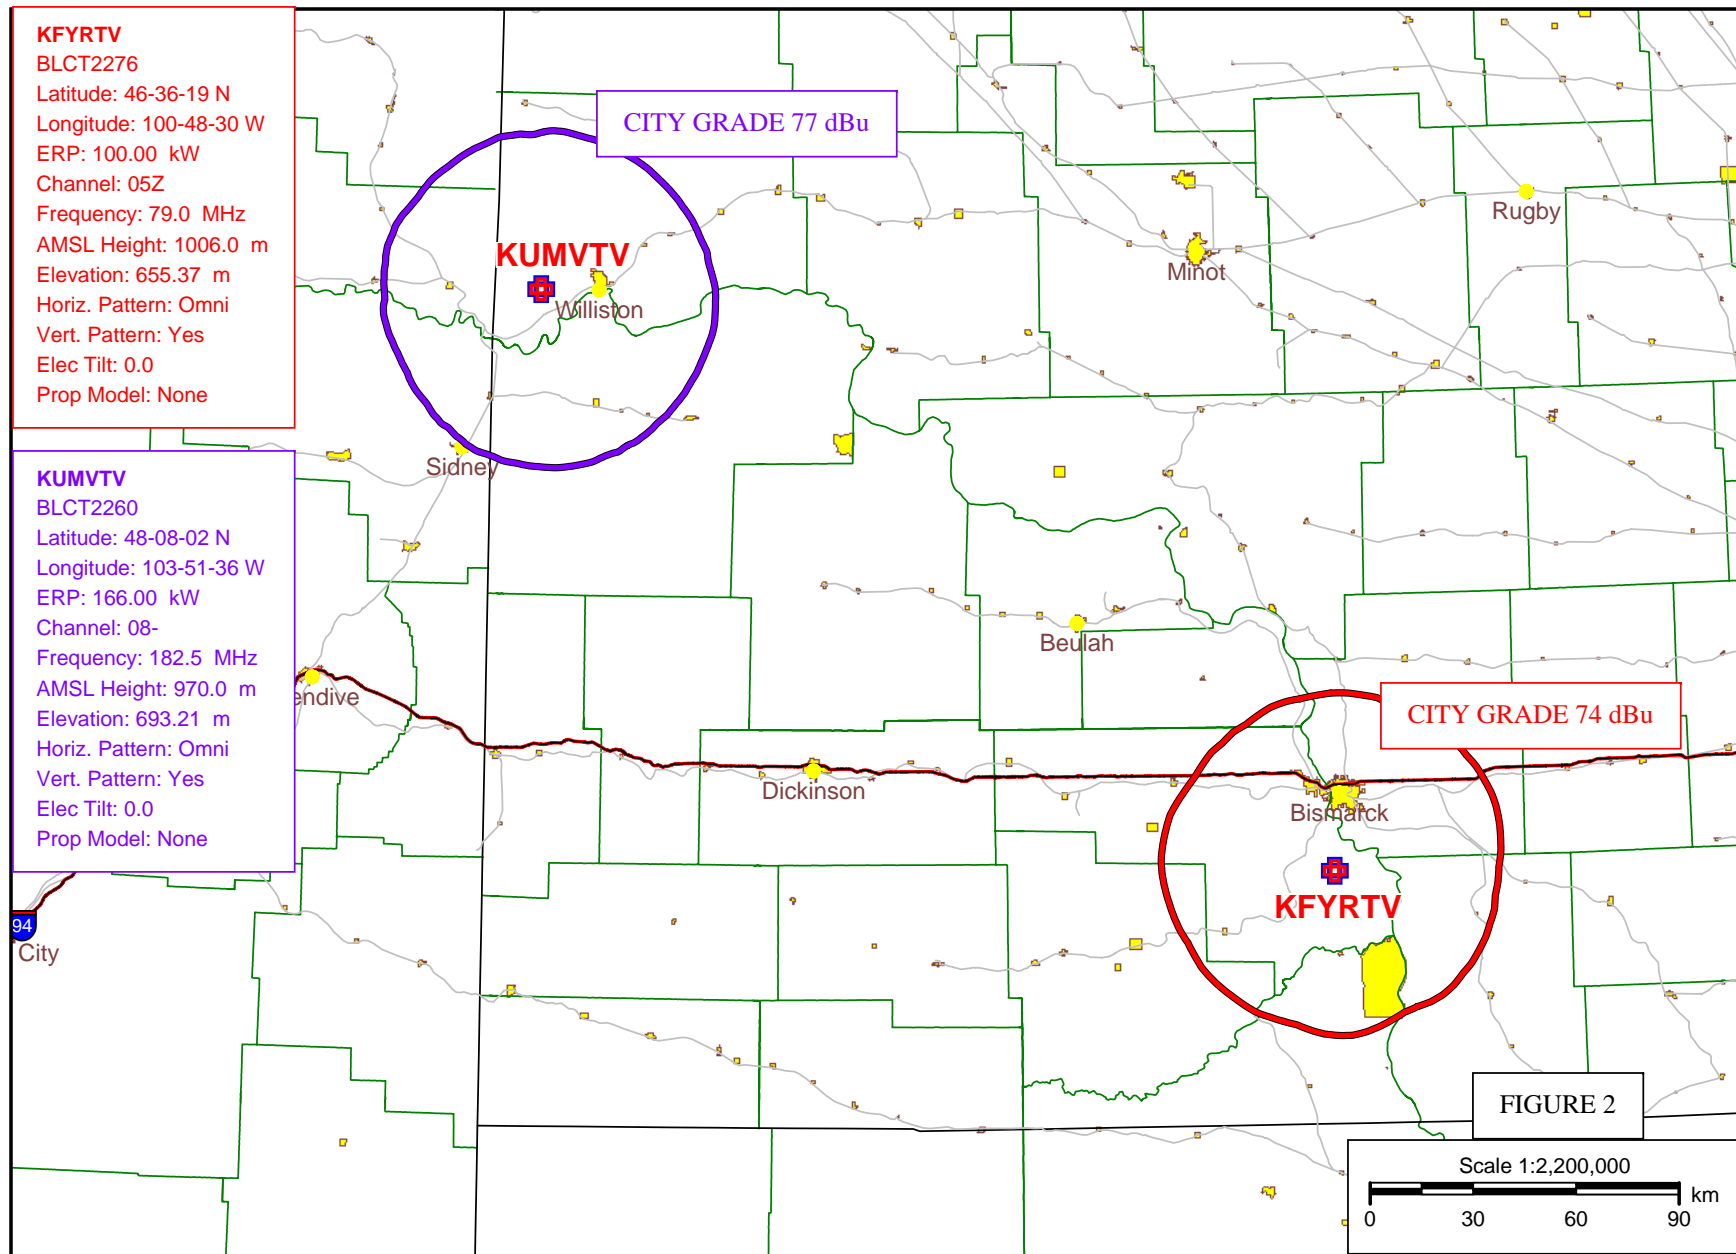 KFYRTV
BLCT2276
Latitude: 46-36-19 N
Longitude: 100-48-30 W
ERP: 100.00 kW
Channel: 05Z
Frequency: 79.0 MHz
AMSL Height: 1006.0 m
Elevation: 655.37 m
Horiz. Pattern: Omni
Vert. Pattern: Yes
Elec Tilt: 0.0
Prop Model: None
CITY GRADE 77 dBu
KUMVTV
Williston
Minot
Rugby
Sidney
KUMVTV
BLCT2260
Latitude: 48-08-02 N
Longitude: 103-51-36 W
ERP: 166.00 kW
Channel: 08-
Frequency: 182.5 MHz
AMSL Height: 970.0 m
Elevation: 693.21 m
Horiz. Pattern: Omni
Vert. Pattern: Yes
Elec Tilt: 0.0
Prop Model: None
Beulah
endive
CITY GRADE 74 dBu
Dickinson
Bismarck
KFYRTV
94
City
FIGURE 2
Scale 1:2,200,000
km
0 30 60 90